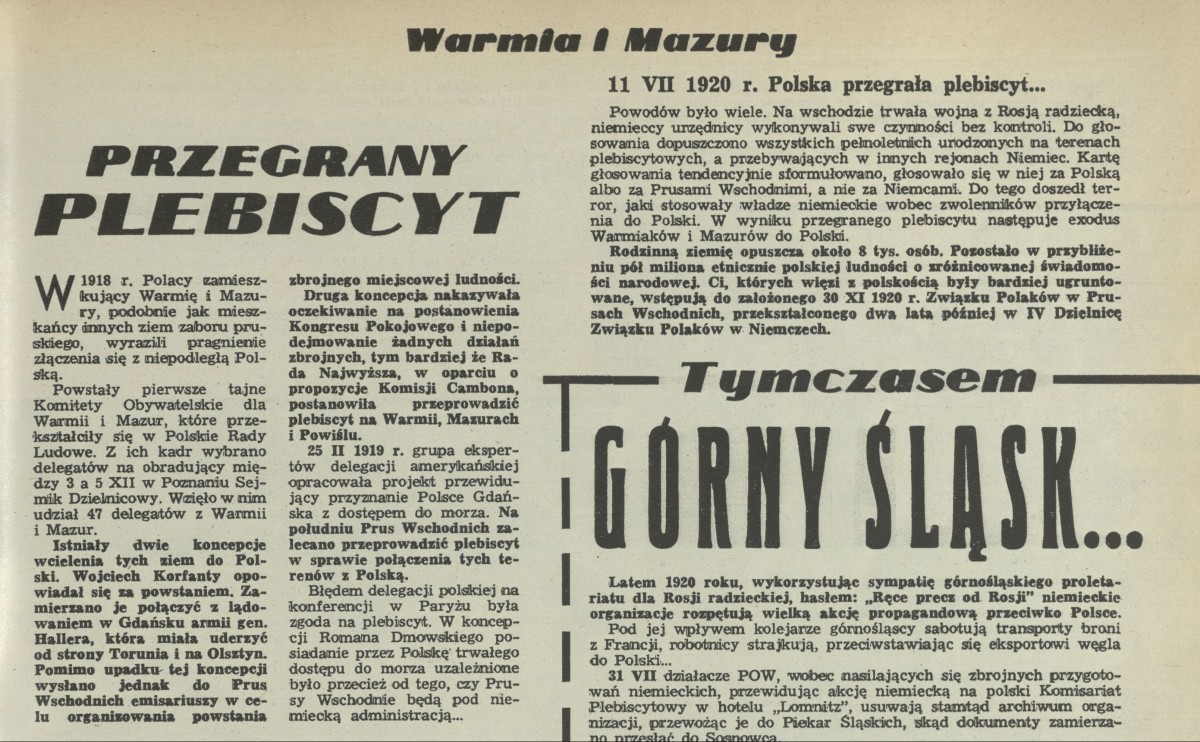 Warmia i Mazury
PRZEGRANY
PLEBISCYT
W 1918 r. Polacy zamiesz-
kujący Warmię i Mazu-
ry, podobnie jak miesz-
kańcy innych ziem zaboru pru-
skiego, wyrazili pragnienie
złączenia się z niepodległą Pol-
ską.
Powstały pierwsze tajne
Komitety Obywatelskie dla
Warmii i Mazur, które prze-
kształciły się w Polskie Rady
Ludowe. Z ich kadr wybrano
delegatów na obradujący mię-
dzy 3 a 5 XII w Poznaniu Sej-
mik Dzielnicowy. Wzięło w nim
udział 47 delegatów z Warmii
i Mazur.
Istniały dwie koncepcje
wcielenia tych ziem do Pol-
ski. Wojciech Korfanty opo-
wiadał się za powstaniem. Za-
mierzano je połączyć z lądo-
waniem w Gdańsku armii gen.
Hallera, która miała uderzyć
od strony Torunia i na Olsztyn.
Pomimo upadku tej koncepcji
wysłano jednak do Prus
Wschodnich emisariuszy w ce-
lu organizowania powstania
zbrojnego miejscowej ludności.
Druga koncepcja nakazywała
oczekiwanie na postanowienia
Kongresu Pokojowego i niepo-
dejmowanie żadnych działań
zbrojnych, tym bardziej że Ra-
da Najwyższa, w oparciu o
propozycje Komisji Cambona,
postanowiła przeprowadzić
plebiscyt na Warmii, Mazurach
i Powiślu.
25 II 1919 r. grupa eksper-
tów delegacji amerykańskiej
opracowała projekt przewidu-
jący przyznanie Polsce Gdań-
ska z dostępem do morza. Na
południu Prus Wschodnich za-
lecano przeprowadzić plebiscyt
w sprawie połączenia tych te-
renów z Polską.
Błędem delegacji polskiej na
konferencji w Paryżu była
zgoda na plebiscyt. W koncep-
cji Romana Dmowskiego po-
siadanie przez Polskę trwałego
dostępu do morza uzależnione
było przecież od tego, czy Pru-
sy Wschodnie będą pod nie-
miecką administracją...
11 VII 1920 r. Polska przegrała plebiscyt...
Powodów było wiele. Na wschodzie trwała wojna z Rosją radziecką,
niemieccy urzędnicy wykonywali swe czynności bez kontroli. Do gło-
sowania dopuszczono wszystkich pełnoletnich urodzonych na terenach
plebiscytowych, a przebywających w innych rejonach Niemiec. Kartę
głosowania tendencyjnie sformułowano, głosowało się w niej za Polską
albo za Prusami Wschodnimi, a nie za Niemcami. Do tego doszedł ter-
ror, jaki stosowały władze niemieckie wobec zwolenników przyłącze-
nia do Polski. W wyniku przegranego plebiscytu następuje exodus
Warmiaków i Mazurów do Polski.
Rodzinną ziemię opuszcza około 8 tys. osób. Pozostało w przybliże-
niu pół miliona etnicznie polskiej ludności o zróżnicowanej świadomo-
ści narodowej. Ci, których więzi z polskością były bardziej ugrunto-
wane, wstępują do założonego 30 XI 1920 r. Związku Polaków w Pru-
sach Wschodnich, przekształconego dwa lata później w IV Dzielnicę
Związku Polaków w Niemczech.
Tymczasem
GÓRNY ŚLĄSK...
Latem 1920 roku, wykorzystując sympatię górnośląskiego proleta-
riatu dla Rosji radzieckiej, hasłem: „Ręce precz od Rosji” niemieckie
organizacje rozpętują wielką akcję propagandową przeciwko Polsce.
Pod jej wpływem kolejarze górnośląscy sabotują transporty broni
z Francji, robotnicy strajkują, przeciwstawiając się eksportowi węgla
do Polski...
31 VII działacze POW, wobec nasilających się zbrojnych przygoto-
wań niemieckich, przewidując akcję niemiecką na polski Komisariat
Plebiscytowy w hotelu „Lomnitz”, usuwają stamtąd archiwum orga-
nizacji, przewożąc je do Piekar Śląskich, skąd dokumenty zamierza-
no przesłać do Sosnowca.